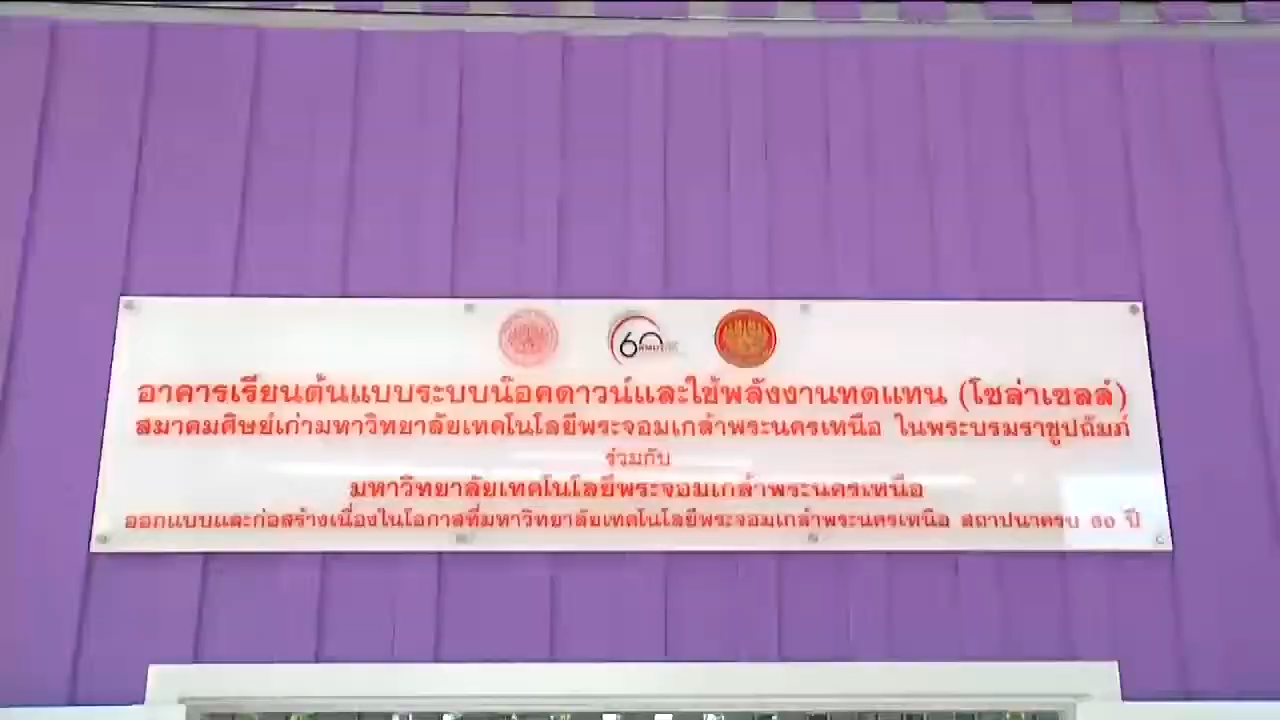 60
อาคารเรียนต้นแบบระบบน๊อคดาวน์และใช้พลังงานทดแทน (โซล่าเซลล์)
สมาคมศิษย์เก่ามหาวิทยาลัยเทคโนโลยีพระจอมเกล้าพระนครเหนือ ในพระบรมราชูปถัมภ์
ร่วมกับ
มหาวิทยาลัยเทคโนโลยีพระจอมเกล้าพระนครเหนือ
ออกแบบและก่อสร้างเนื่องในโอกาสที่มหาวิทยาลัยเทคโนโลยีพระจอมเกล้าพระนครเหนือ สถาปนาครบ ๖๐ ปี